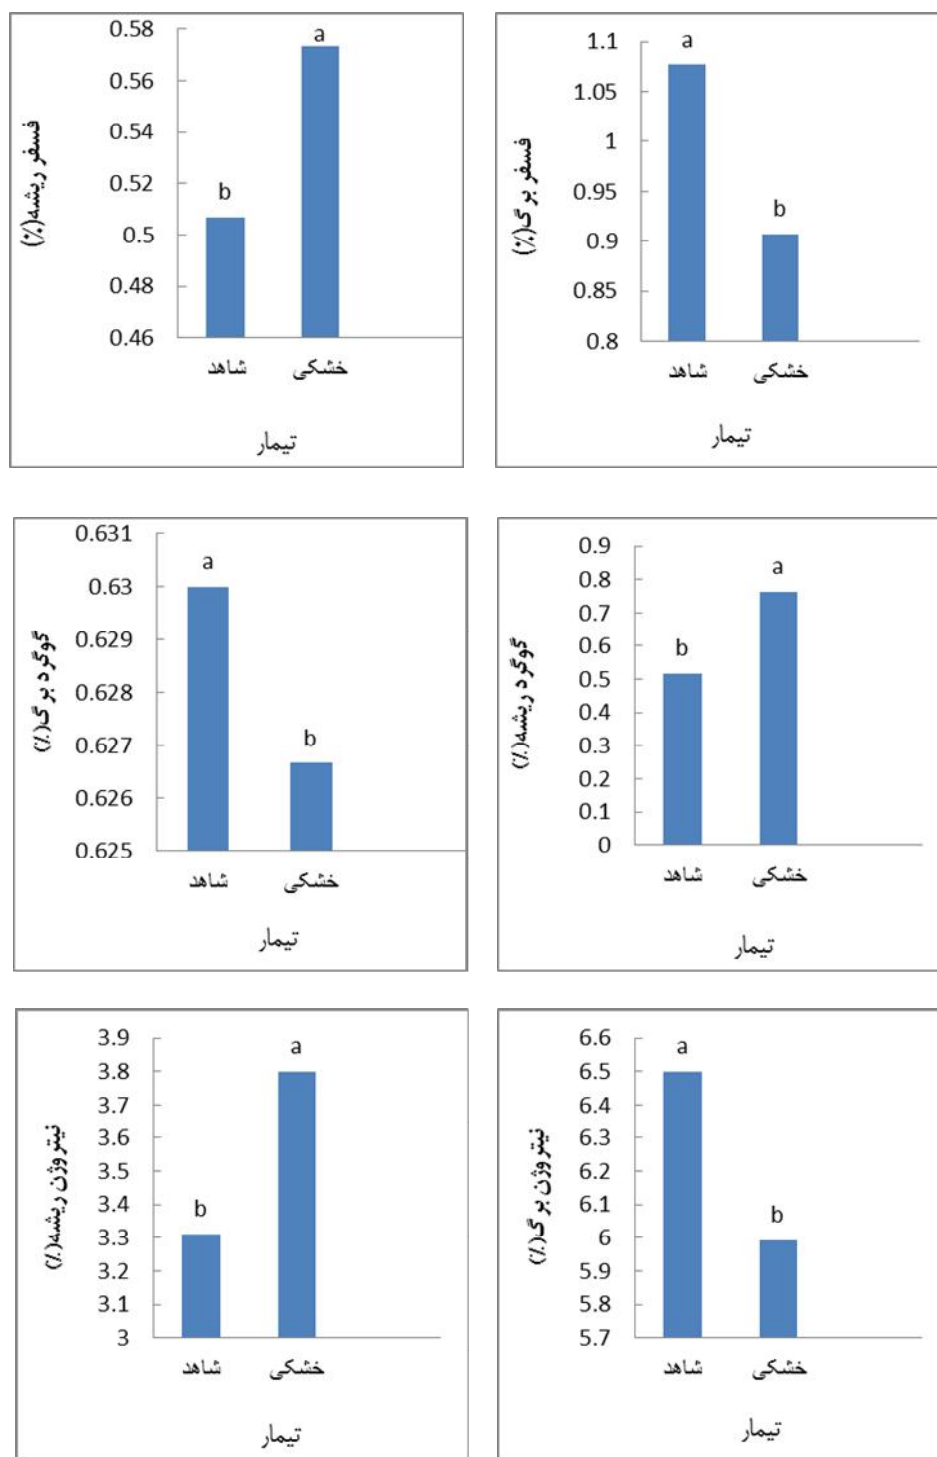 فسفر ریشه(٪)
0.58
0.56
0.54
0.52
0.5
0.48
0.46
b
a
شاهد
خشکی
تیمار
فسفر برگ(٪)
1.1
1.05
1
0.95
0.9
0.85
0.8
a
b
شاهد
خشکی
تیمار
گوگرد برگ(٪)
0.631
0.63
0.629
0.628
0.627
0.626
0.625
a
b
شاهد
خشکی
تیمار
گوگرد ریشه(٪)
0.9
0.8
0.7
0.6
0.5
0.4
0.3
0.2
0.1
0
b
a
شاهد
خشکی
تیمار
نیتروژن ریشه(٪)
3.9
3.8
3.7
3.6
3.5
3.4
3.3
3.2
3.1
3
b
a
شاهد
خشکی
تیمار
نیتروژن برگ(٪)
6.6
6.5
6.4
6.3
6.2
6.1
6
5.9
5.8
5.7
a
b
شاهد
خشکی
تیمار